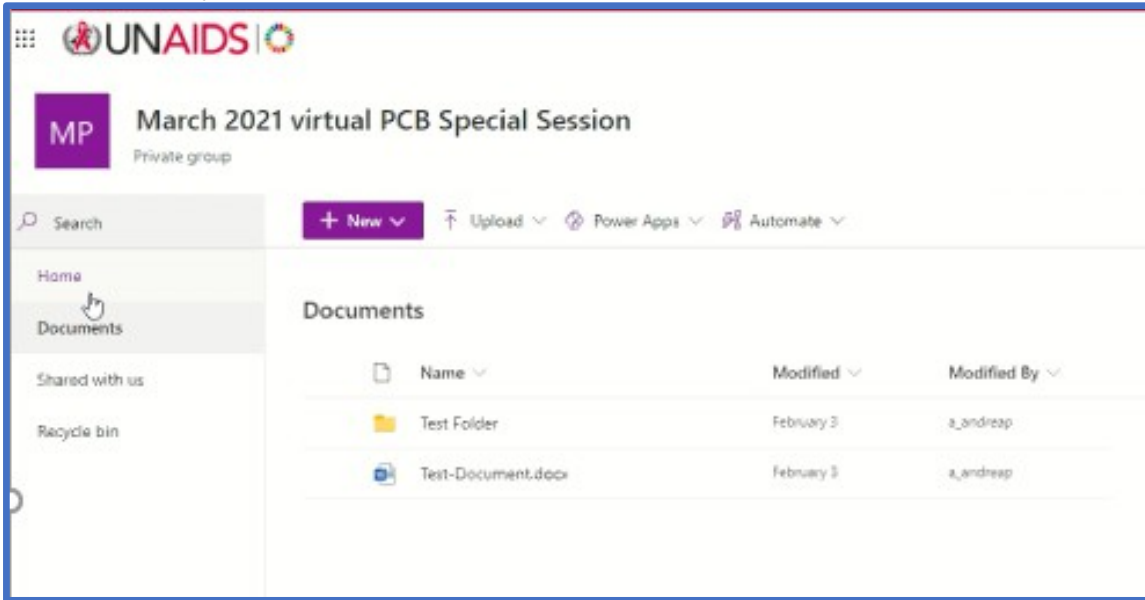 UNAIDS
MP
March 2021 virtual PCB Special Session
Private group
Search
+ New Upload Power Apps Automate
Home
Documents
Documents
Shared with us
Recycle bin
Name Modified Modified By
Test Folder February 3 a_andreap
Test-Document.docx February 3 a_andreap